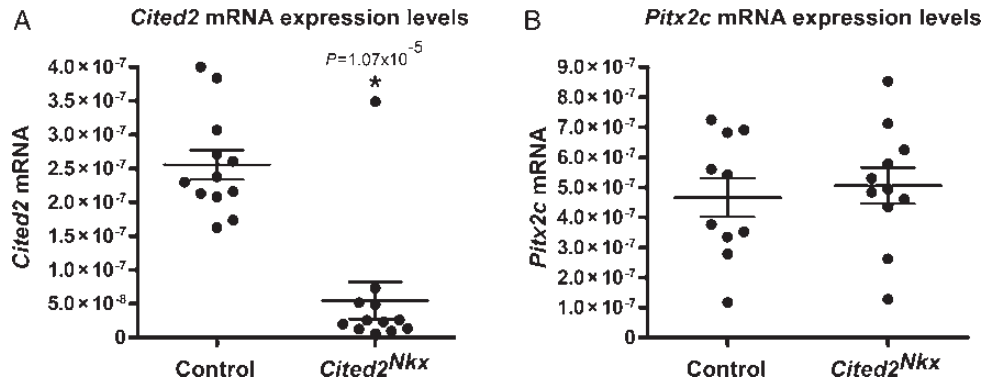 A
Cited2 mRNA expression levels
P=1.07x10⁻⁵
*
Cited2 mRNA
4.0×10⁻⁷
3.5×10⁻⁷
3.0×10⁻⁷
2.5×10⁻⁷
2.0×10⁻⁷
1.5×10⁻⁷
1.0×10⁻⁷
5.0×10⁻⁸
0
Control
Cited2ᴺᵏˣ
B
Pitx2c mRNA expression levels
Pitx2c mRNA
9.0×10⁻⁷
8.0×10⁻⁷
7.0×10⁻⁷
6.0×10⁻⁷
5.0×10⁻⁷
4.0×10⁻⁷
3.0×10⁻⁷
2.0×10⁻⁷
1.0×10⁻⁷
0
Control
Cited2ᴺᵏˣ